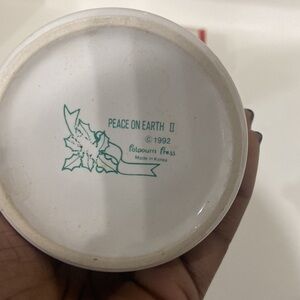 PEACE ON EARTH II
© 1992
Potpourri Press
Made in Korea